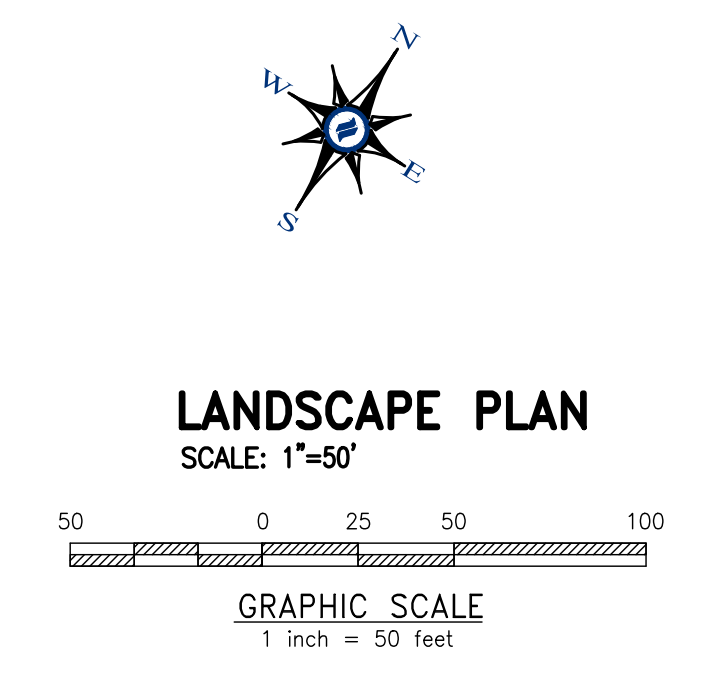 N
W
E
S
LANDSCAPE PLAN
SCALE: 1"=50'
50 0 25 50 100
GRAPHIC SCALE
1 inch = 50 feet